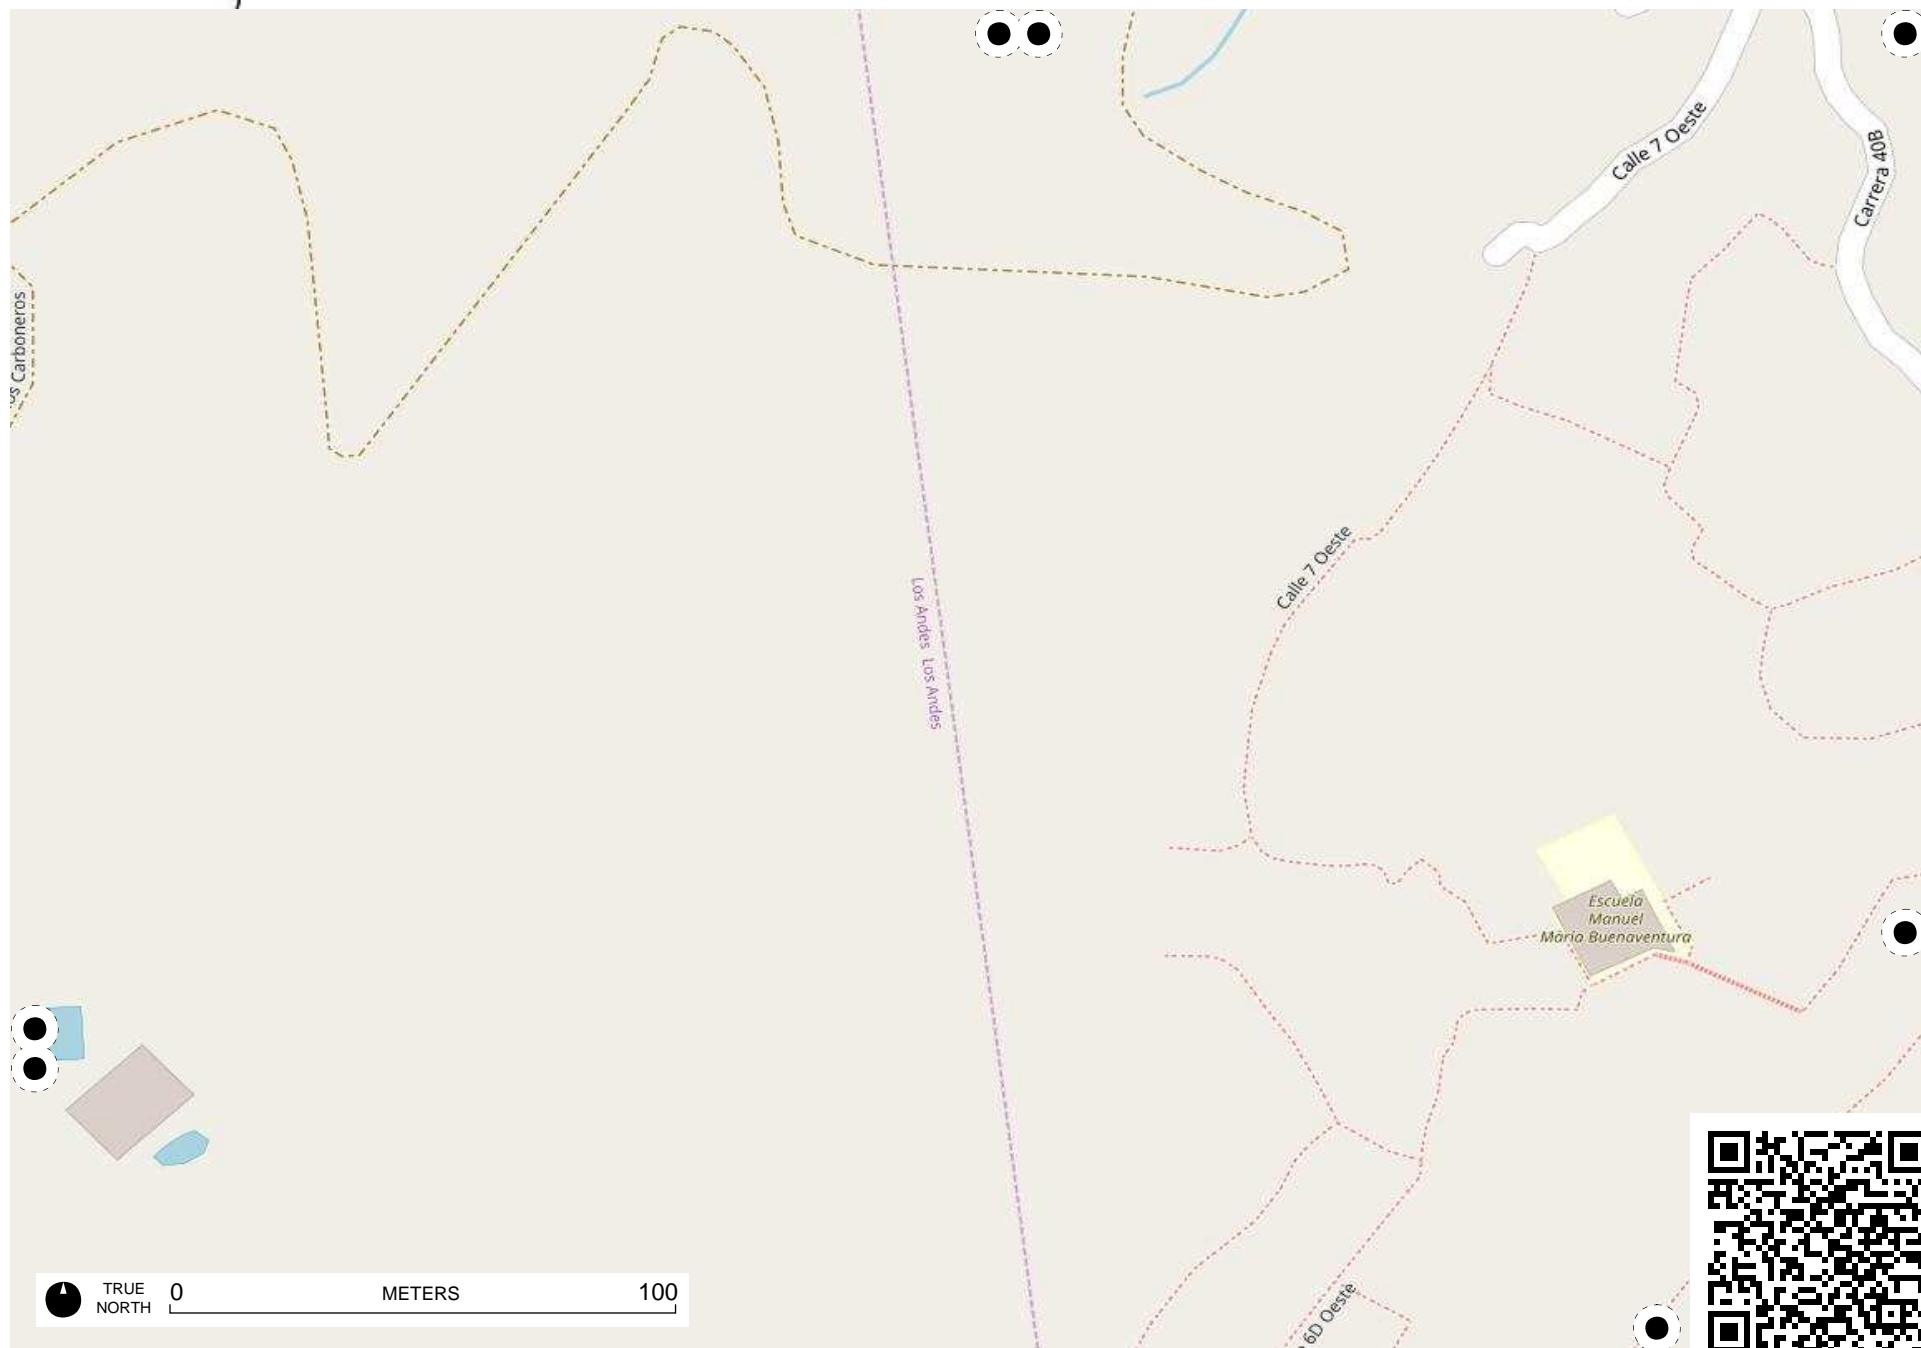 Calle 7 Oeste
Carrera 40B
Carboneros
Calle 7 Oeste
Los Andes Los Andes
Escuela
Manuel
María Buenaventura
TRUE
NORTH
0 METERS 100
6D Oeste